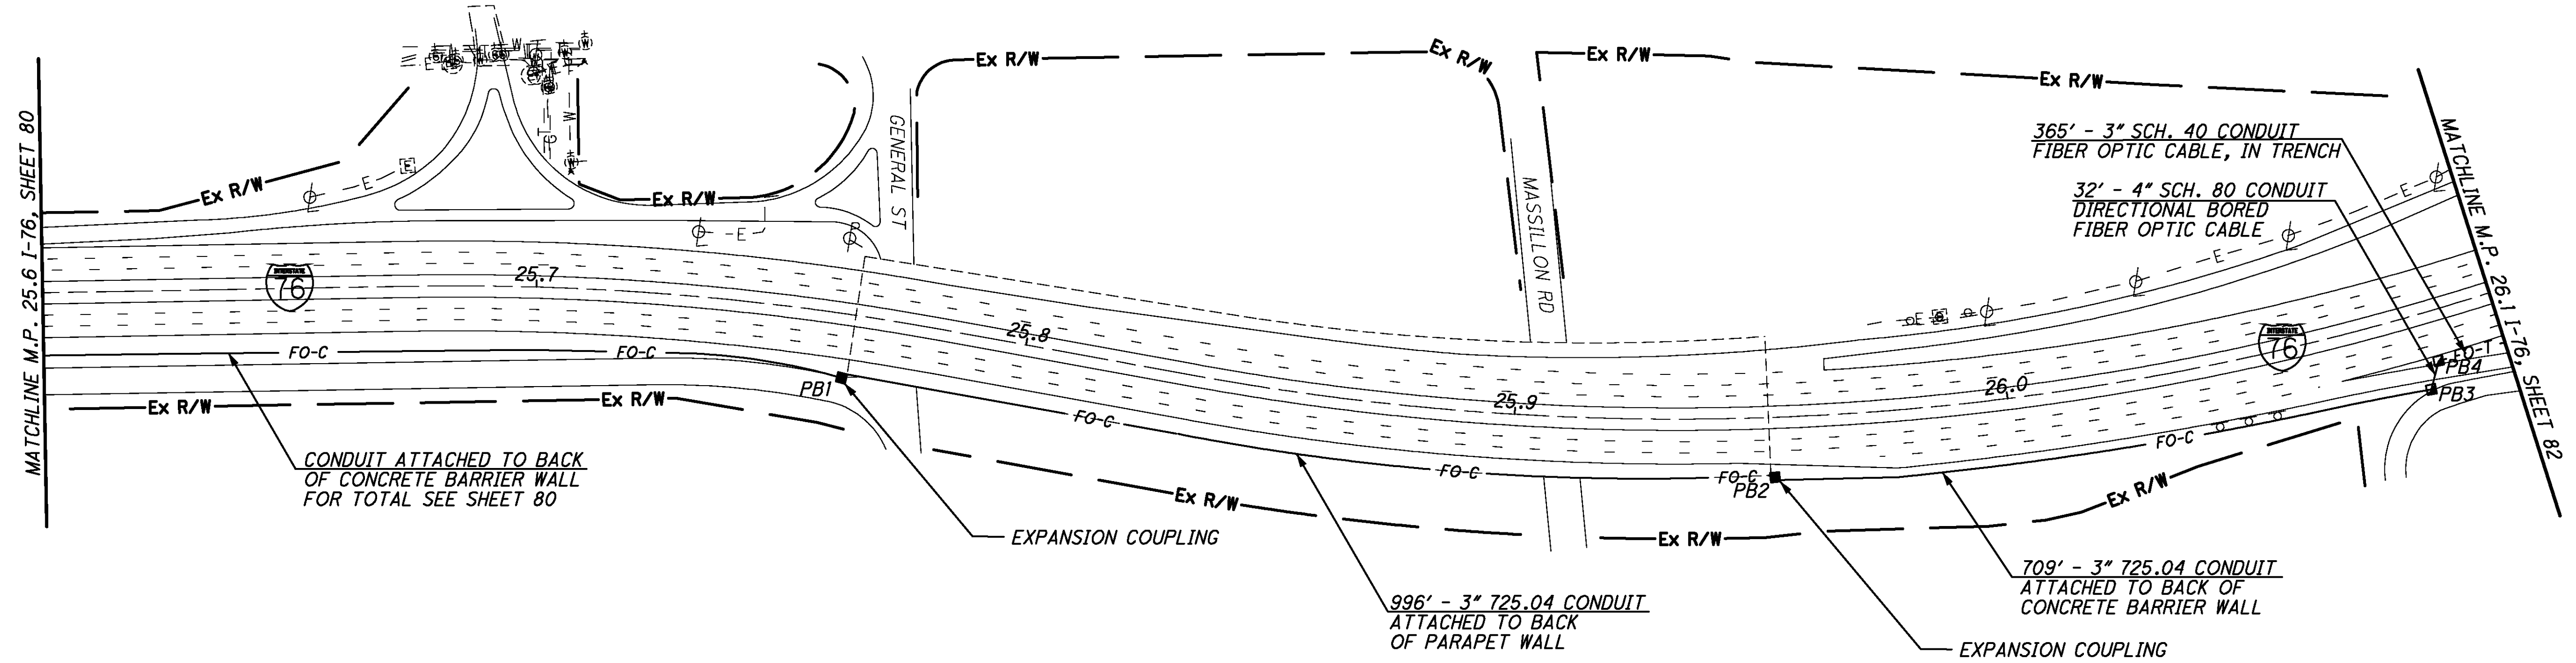 MATCHLINE M.P. 25.6 I-76, SHEET 80
Ex R/W
E
E
W
E
W
W
W
W
T
G
Ex R/W
E
GENERAL ST
Ex R/W
Ex R/W
Ex R/W
Ex R/W
MASSILLON RD
365' - 3" SCH. 40 CONDUIT
FIBER OPTIC CABLE, IN TRENCH
32' - 4" SCH. 80 CONDUIT
DIRECTIONAL BORED
FIBER OPTIC CABLE
MATCHLINE M.P. 26.1 I-76, SHEET 82
E
E
E
INTERSTATE
76
25.7
25.8
25.9
26.0
INTERSTATE
76
FO-T
PB4
PB3
FO-C
FO-C
PB1
FO-C
FO-C
FO-C
PB2
FO-C
Ex R/W
Ex R/W
Ex R/W
Ex R/W
Ex R/W
CONDUIT ATTACHED TO BACK
OF CONCRETE BARRIER WALL
FOR TOTAL SEE SHEET 80
EXPANSION COUPLING
996' - 3" 725.04 CONDUIT
ATTACHED TO BACK
OF PARAPET WALL
709' - 3" 725.04 CONDUIT
ATTACHED TO BACK OF
CONCRETE BARRIER WALL
EXPANSION COUPLING